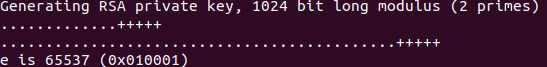 Generating RSA private key, 1024 bit long modulus (2 primes)
.............+++++
............................................+++++
e is 65537 (0x010001)